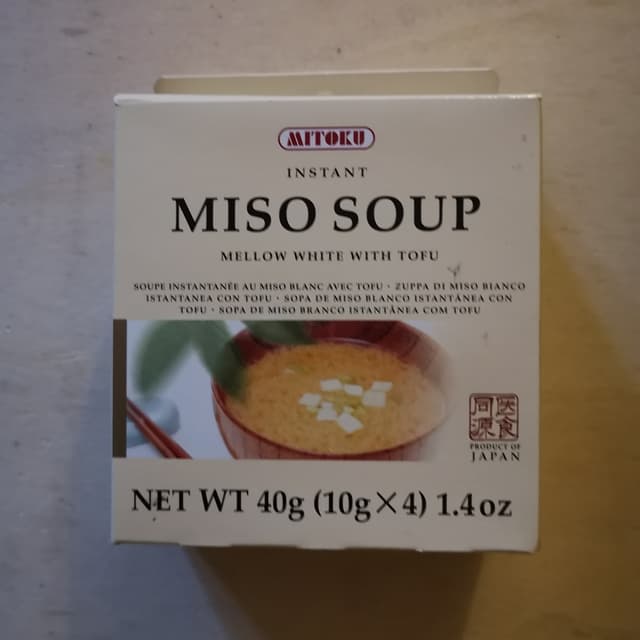 MITOKU
INSTANT
MISO SOUP
MELLOW WHITE WITH TOFU
SOUPE INSTANTANÉE AU MISO BLANC AVEC TOFU · ZUPPA DI MISO BIANCO
ISTANTANEA CON TOFU · SOPA DE MISO BLANCO ISTANTÁNEA CON
TOFU · SOPA DE MISO BRANCO ISTANTÂNEA COM TOFU
医食
同源
PRODUCT OF
JAPAN
NET WT 40g (10g×4) 1.4oz